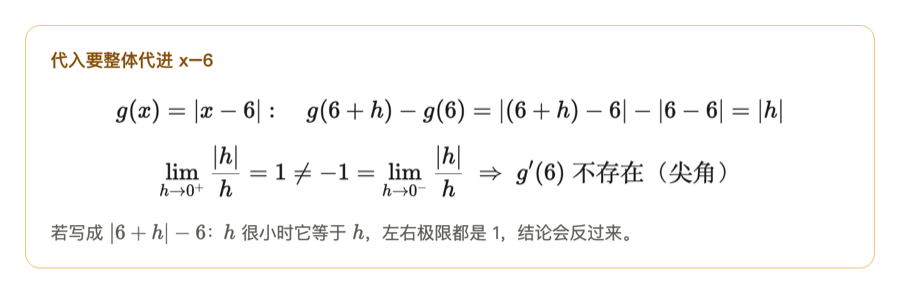 代入要整体代进 x−6
g(x) = |x − 6| : g(6 + h) − g(6) = |(6 + h) − 6| − |6 − 6| = |h|
lim_{h→0⁺} |h|/h = 1 ≠ −1 = lim_{h→0⁻} |h|/h ⇒ g′(6) 不存在（尖角）
若写成 |6 + h| − 6：h 很小时它等于 h，左右极限都是 1，结论会反过来。